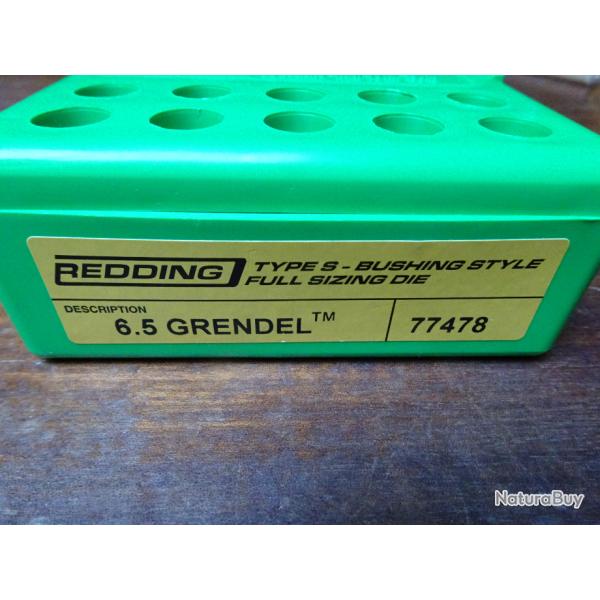 REDDING
TYPE S - BUSHING STYLE
FULL SIZING DIE
DESCRIPTION
6.5 GRENDEL™
77478
NaturaBuy